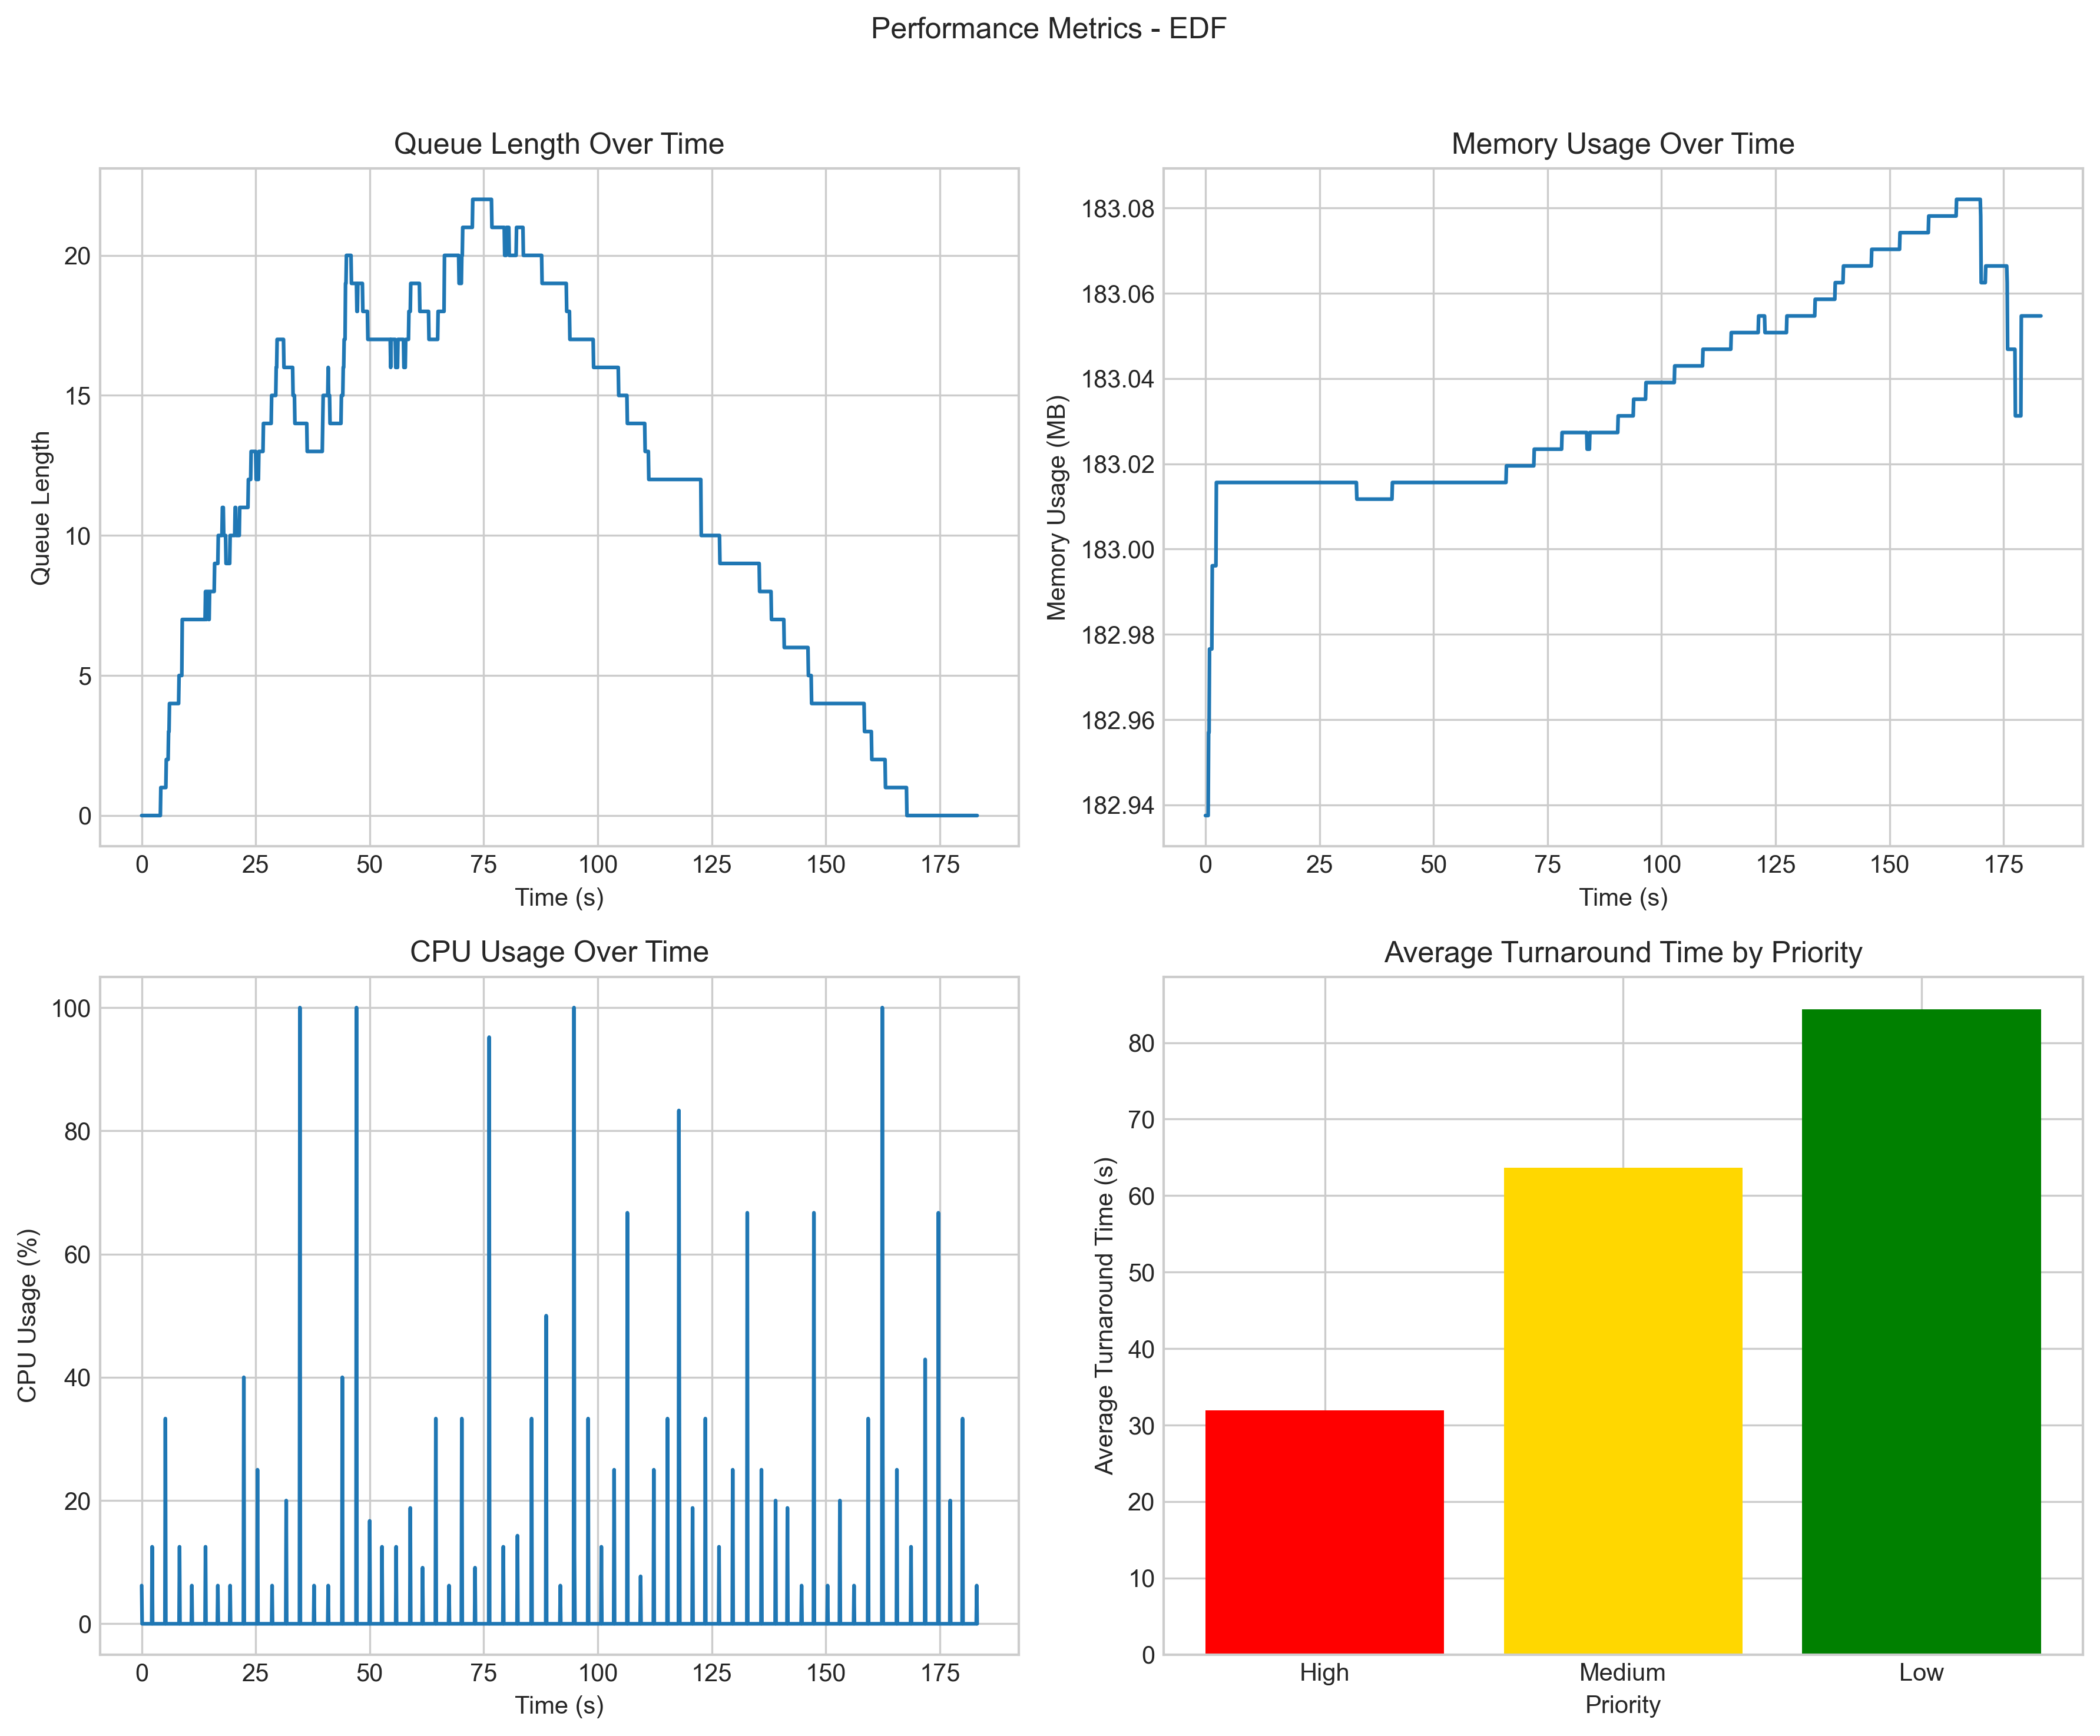 Performance Metrics - EDF
Queue Length Over Time
Queue Length
20
15
10
5
0
0 25 50 75 100 125 150 175
Time (s)
Memory Usage Over Time
Memory Usage (MB)
183.08
183.06
183.04
183.02
183.00
182.98
182.96
182.94
0 25 50 75 100 125 150 175
Time (s)
CPU Usage Over Time
CPU Usage (%)
100
80
60
40
20
0
0 25 50 75 100 125 150 175
Time (s)
Average Turnaround Time by Priority
Average Turnaround Time (s)
80
70
60
50
40
30
20
10
0
High Medium Low
Priority